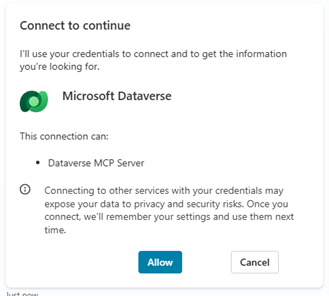 Connect to continue
I'll use your credentials to connect and to get the information
you're looking for.
Microsoft Dataverse
This connection can:
• Dataverse MCP Server
Connecting to other services with your credentials may
expose your data to privacy and security risks. Once you
connect, we'll remember your settings and use them next
time.
Allow Cancel
Just now